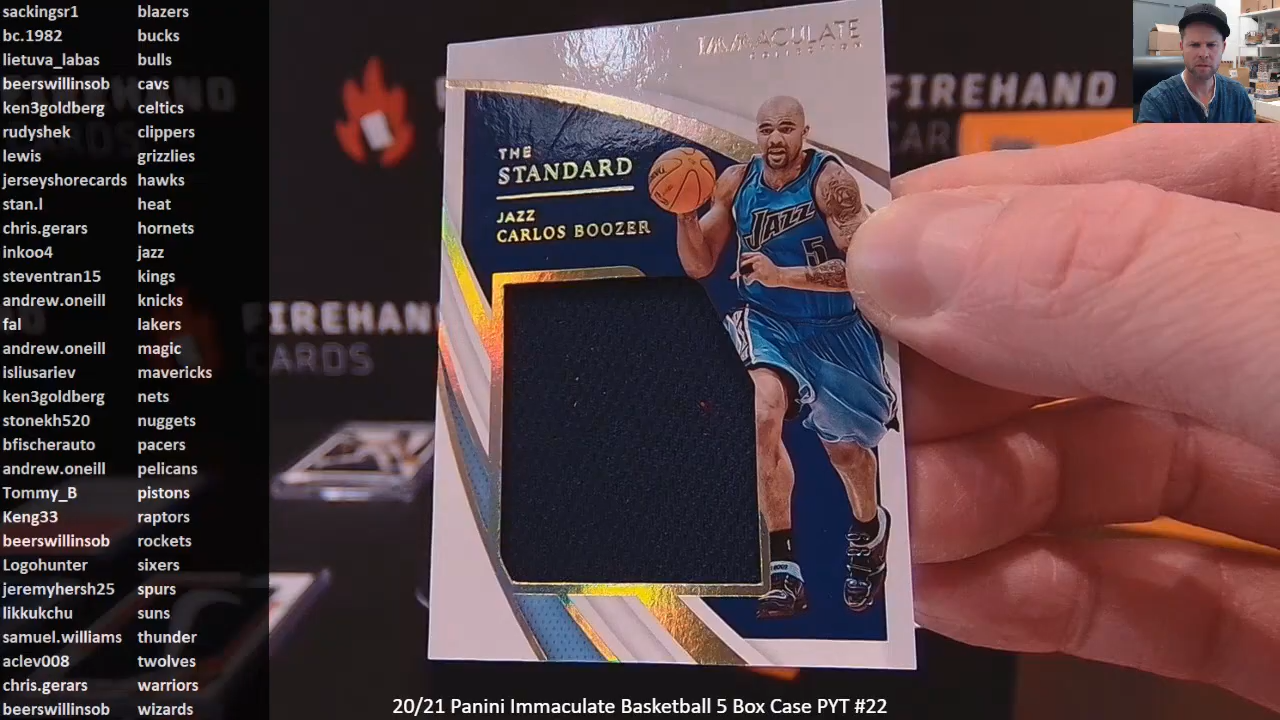 sackingsr1 blazers
bc.1982 bucks
lietuva_labas bulls
beerswillinsob cavs
ken3goldberg celtics
rudyshek clippers
lewis grizzlies
jerseyshorecards hawks
stan.l heat
chris.gerars hornets
inkoo4 jazz
steventran15 kings
andrew.oneill knicks
fal lakers
andrew.oneill magic
isliusariev mavericks
ken3goldberg nets
stonekh520 nuggets
bfischerauto pacers
andrew.oneill pelicans
Tommy_B pistons
Keng33 raptors
beerswillinsob rockets
Logohunter sixers
jeremyhersh25 spurs
likkukchu suns
samuel.williams thunder
aclev008 twolves
chris.gerars warriors
beerswillinsob wizards
IMMACULATE
COLLECTION
THE
STANDARD
JAZZ
CARLOS BOOZER
JAZZ
5
FIREHAND
CARDS
FIREHAND
CARDS
20/21 Panini Immaculate Basketball 5 Box Case PYT #22